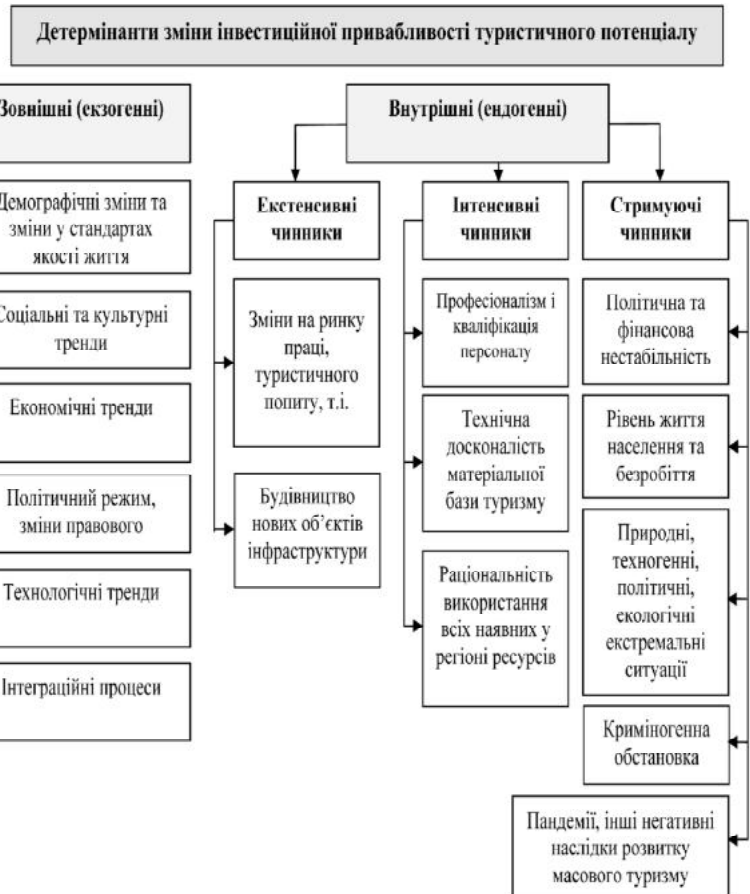 Детермінанти зміни інвестиційної привабливості туристичного потенціалу
Зовнішні (екзогенні)
Демографічні зміни та
зміни у стандартах
якості життя
Соціальні та культурні
тренди
Економічні тренди
Політичний режим,
зміни правового
Технологічні тренди
Інтеграційні процеси
Внутрішні (ендогенні)
Екстенсивні
чинники
Зміни на ринку
праці,
туристичного
попиту, т.і.
Будівництво
нових об’єктів
інфраструктури
Інтенсивні
чинники
Професіоналізм і
кваліфікація
персоналу
Технічна
досконалість
матеріальної
бази туризму
Раціональність
використання
всіх наявних у
регіоні ресурсів
Стримуючі
чинники
Політична та
фінансова
нестабільність
Рівень життя
населення та
безробіття
Природні,
техногенні,
політичні,
екологічні
екстремальні
ситуації
Криміногенна
обстановка
Пандемії, інші негативні
наслідки розвитку
масового туризму